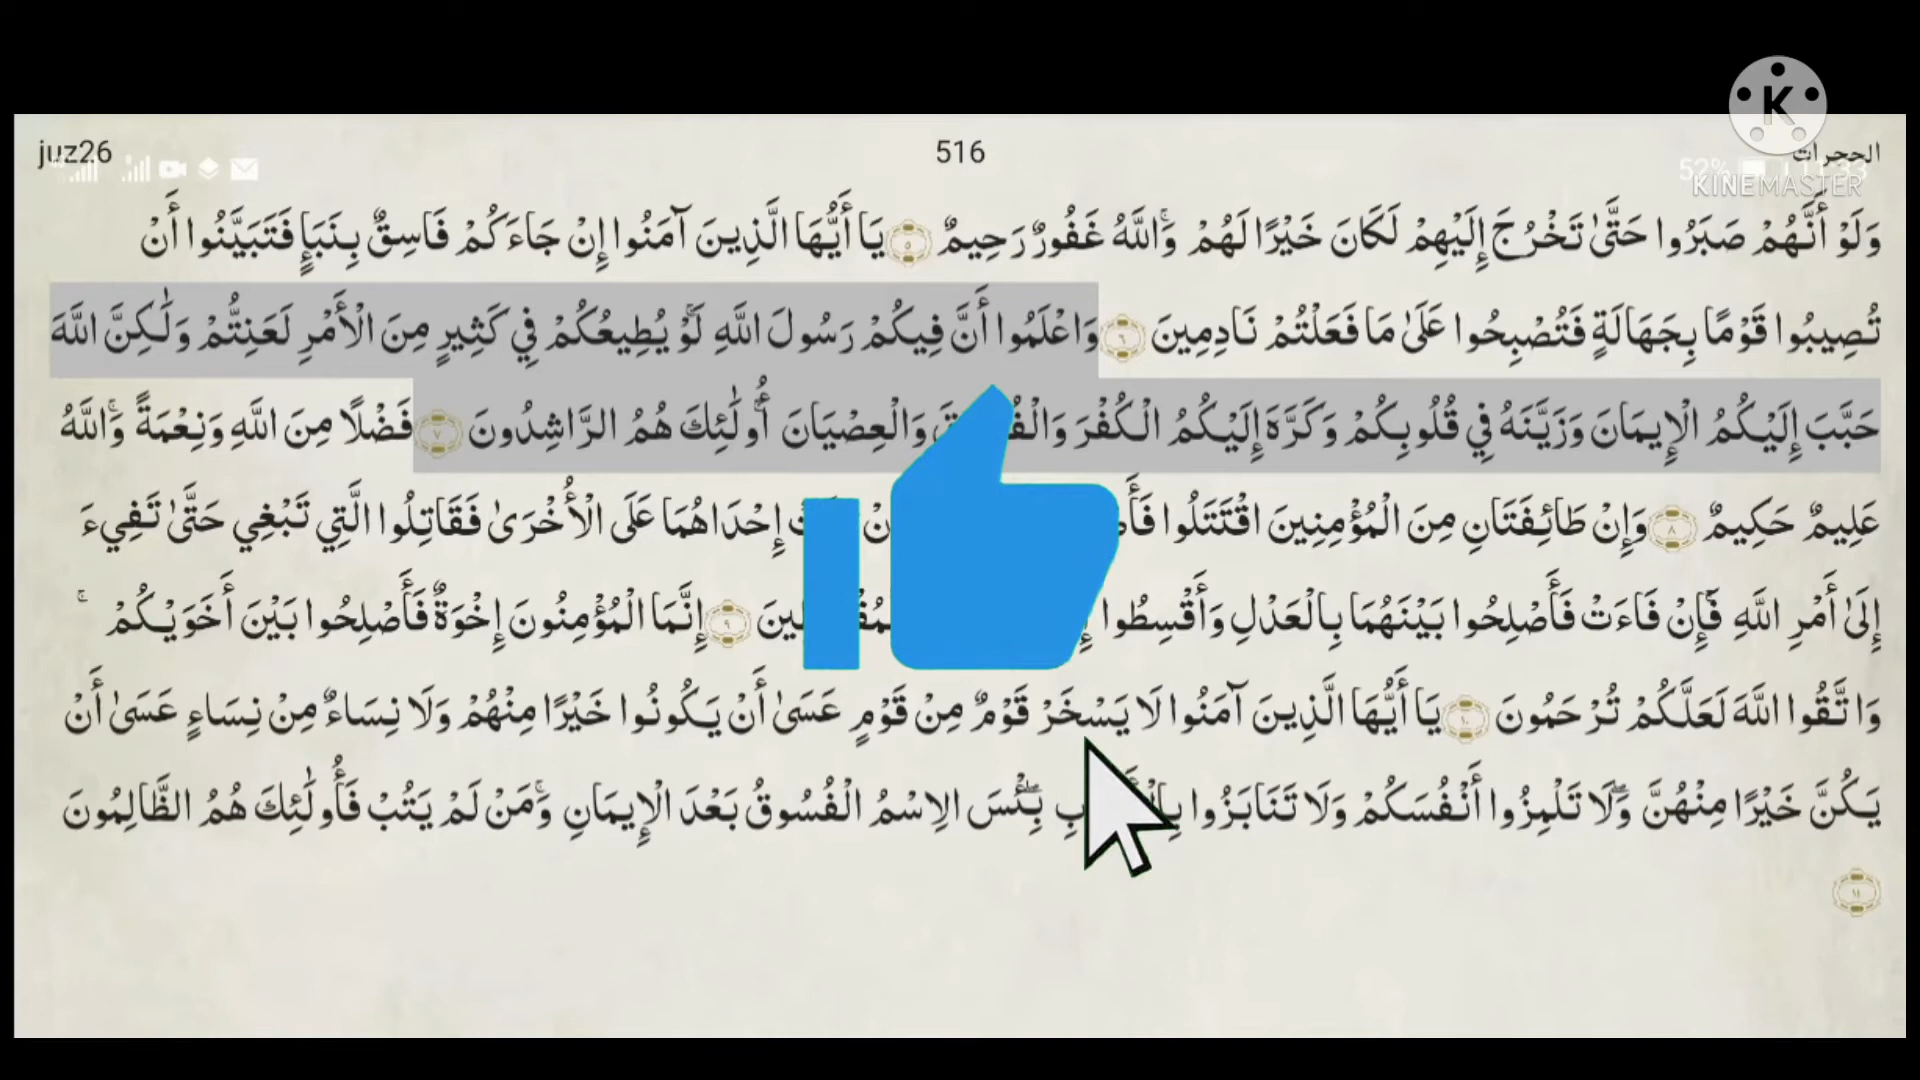 juz26
516
الحجرات
52%
11:33
K
KINEMASTER
وَلَوْ أَنَّهُمْ صَبَرُوا حَتَّىٰ تَخْرُجَ إِلَيْهِمْ لَكَانَ خَيْرًا لَهُمْ ۚ وَاللَّهُ غَفُورٌ رَحِيمٌ ٥ يَا أَيُّهَا الَّذِينَ آمَنُوا إِنْ جَاءَكُمْ فَاسِقٌ بِنَبَإٍ فَتَبَيَّنُوا أَنْ
تُصِيبُوا قَوْمًا بِجَهَالَةٍ فَتُصْبِحُوا عَلَىٰ مَا فَعَلْتُمْ نَادِمِينَ ٦ وَاعْلَمُوا أَنَّ فِيكُمْ رَسُولَ اللَّهِ ۚ لَوْ يُطِيعُكُمْ فِي كَثِيرٍ مِنَ الْأَمْرِ لَعَنِتُّمْ وَلَٰكِنَّ اللَّهَ
حَبَّبَ إِلَيْكُمُ الْإِيمَانَ وَزَيَّنَهُ فِي قُلُوبِكُمْ وَكَرَّهَ إِلَيْكُمُ الْكُفْرَ وَالْعِصْيَانَ ۚ أُولَٰئِكَ هُمُ الرَّاشِدُونَ ٧ فَضْلًا مِنَ اللَّهِ وَنِعْمَةً ۚ وَاللَّهُ
عَلِيمٌ حَكِيمٌ ٨ وَإِنْ طَائِفَتَانِ مِنَ الْمُؤْمِنِينَ اقْتَتَلُوا إِحْدَاهُمَا عَلَى الْأُخْرَىٰ فَقَاتِلُوا الَّتِي تَبْغِي حَتَّىٰ تَفِيءَ
إِلَىٰ أَمْرِ اللَّهِ ۚ فَإِنْ فَاءَتْ فَأَصْلِحُوا بَيْنَهُمَا بِالْعَدْلِ وَأَقْسِطُوا ٩ إِنَّمَا الْمُؤْمِنُونَ إِخْوَةٌ فَأَصْلِحُوا بَيْنَ أَخَوَيْكُمْ ۚ
وَاتَّقُوا اللَّهَ لَعَلَّكُمْ تُرْحَمُونَ ١٠ يَا أَيُّهَا الَّذِينَ آمَنُوا لَا يَسْخَرْ قَوْمٌ مِنْ قَوْمٍ عَسَىٰ أَنْ يَكُونُوا خَيْرًا مِنْهُمْ وَلَا نِسَاءٌ مِنْ نِسَاءٍ عَسَىٰ أَنْ
يَكُنَّ خَيْرًا مِنْهُنَّ ۖ وَلَا تَلْمِزُوا أَنْفُسَكُمْ وَلَا تَنَابَزُوا بِئْسَ الِاسْمُ الْفُسُوقُ بَعْدَ الْإِيمَانِ ۚ وَمَنْ لَمْ يَتُبْ فَأُولَٰئِكَ هُمُ الظَّالِمُونَ
١١